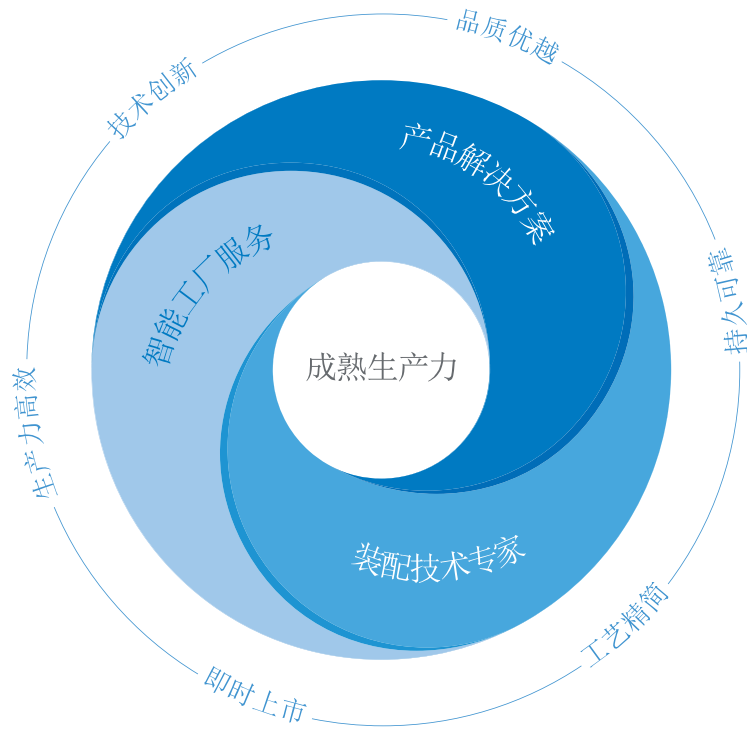 品质优越
技术创新
产品解决方案
智能工厂服务
持久可靠
成熟生产力
生产力高效
装配技术专家
工艺精简
即时上市